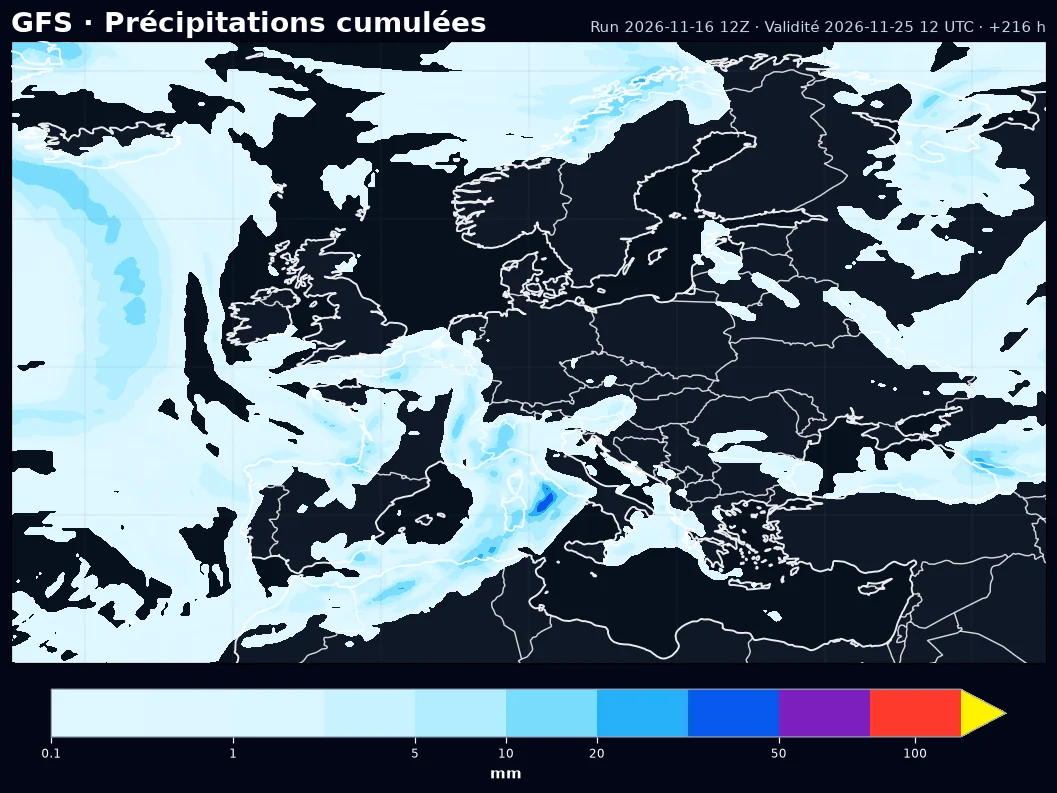 GFS · Précipitations cumulées
Run 2026-11-16 12Z · Validité 2026-11-25 12 UTC · +216 h
0.1 1 5 10 20 50 100
mm